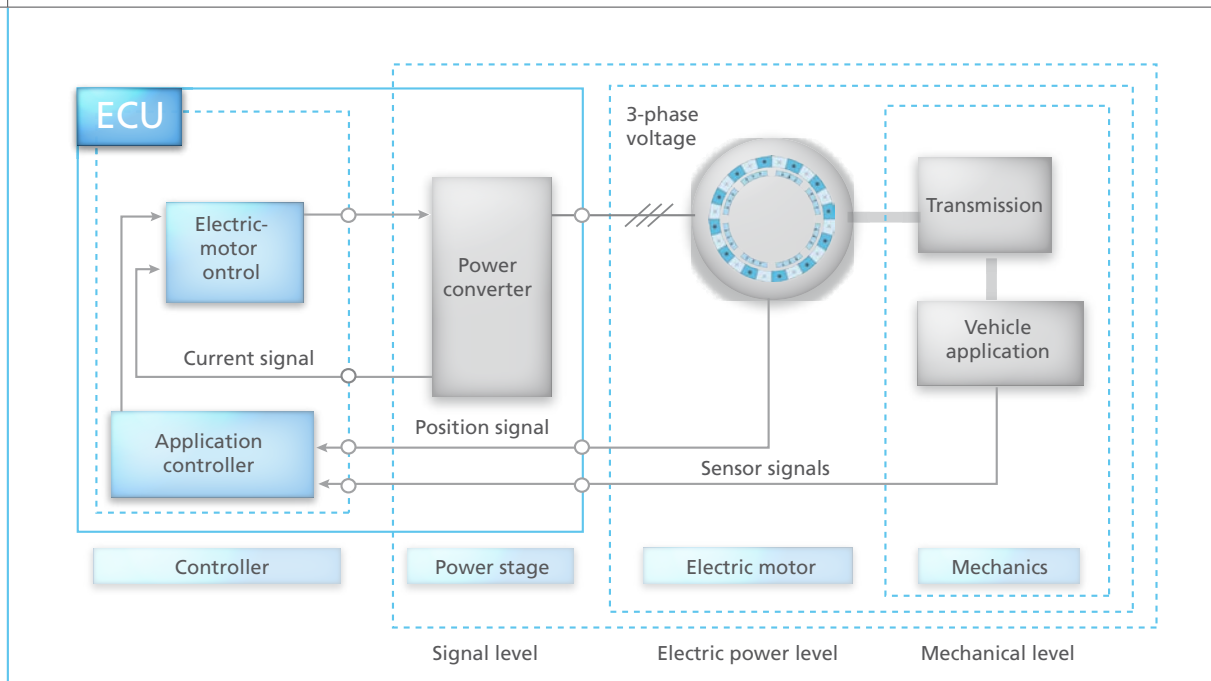 ECU
3-phase
voltage
Electric-
motor
ontrol
Power
converter
Transmission
Vehicle
application
Current signal
Position signal
Application
controller
Sensor signals
Controller
Power stage
Electric motor
Mechanics
Signal level
Electric power level
Mechanical level